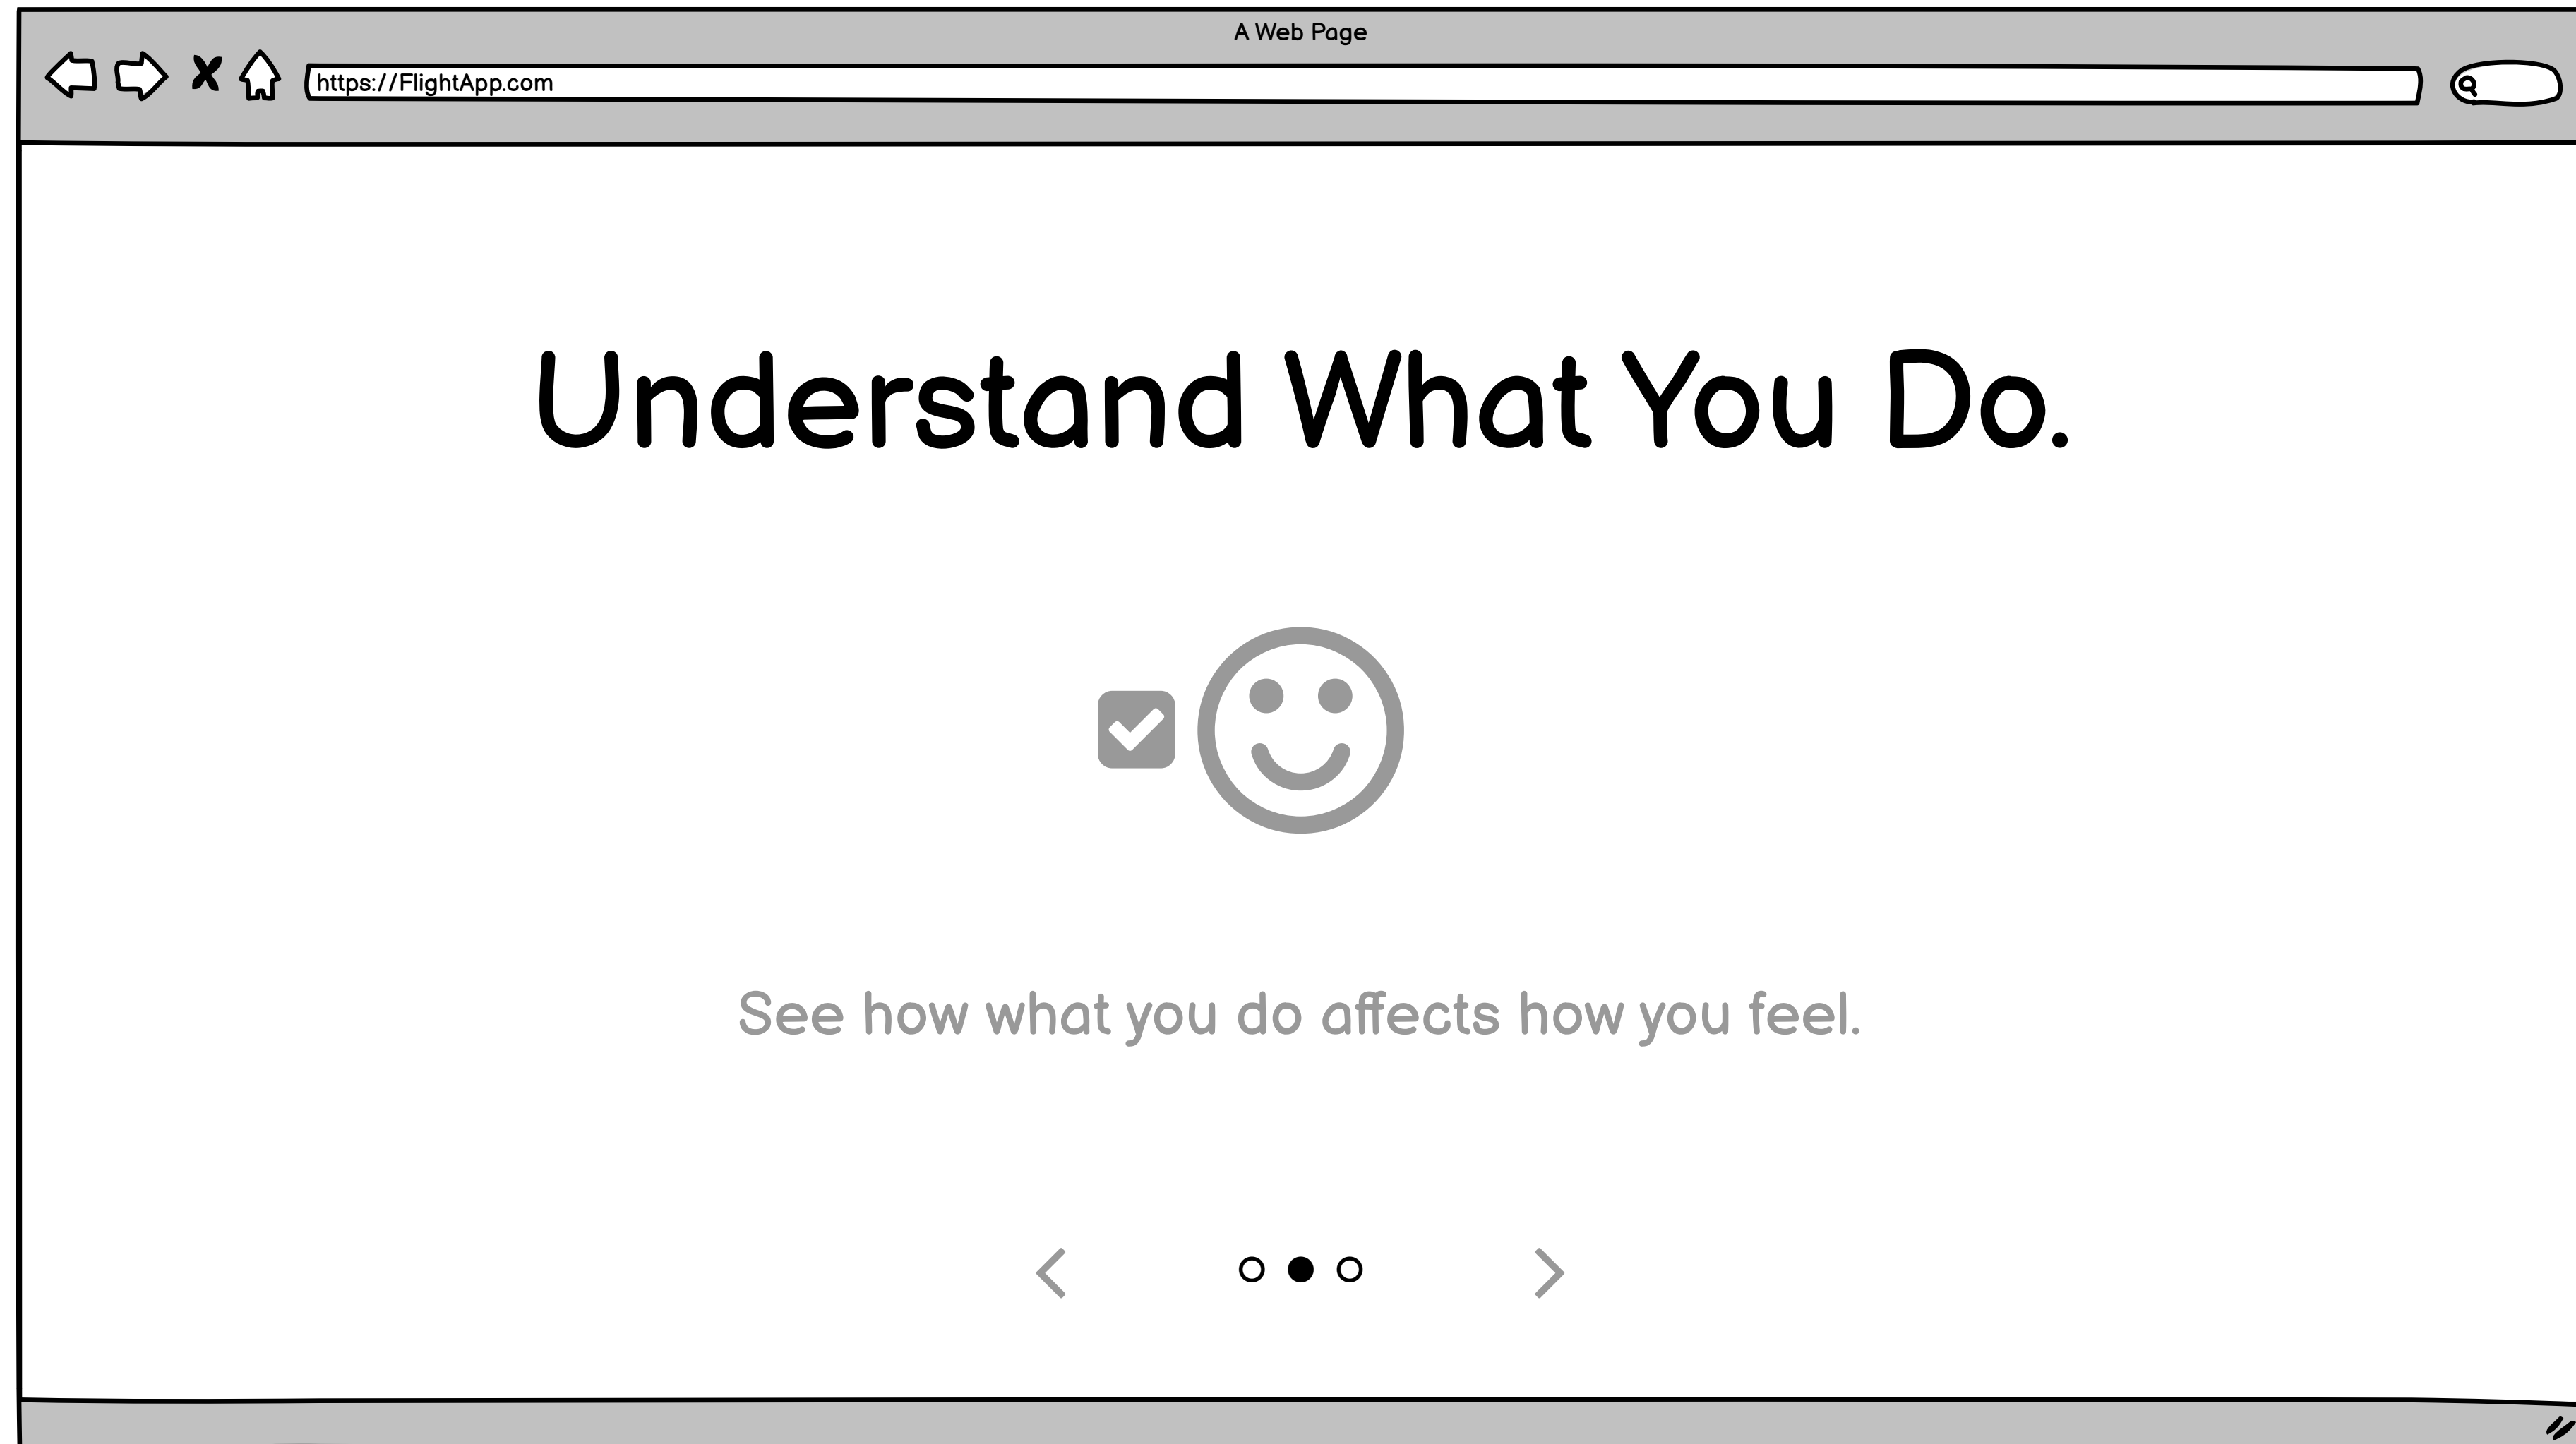 A Web Page
https://FlightApp.com
Understand What You Do.
See how what you do affects how you feel.